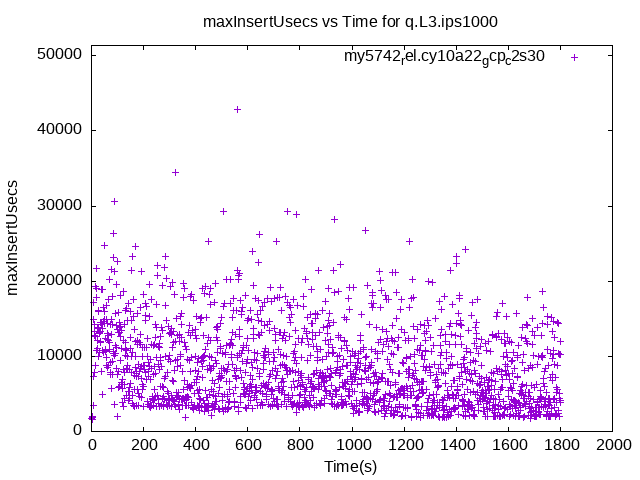 maxInsertUsecs vs Time for q.L3.ips1000
my5742rel.cy10a22gcpc2s30
maxInsertUsecs
50000
40000
30000
20000
10000
0
0 200 400 600 800 1000 1200 1400 1600 1800 2000
Time(s)